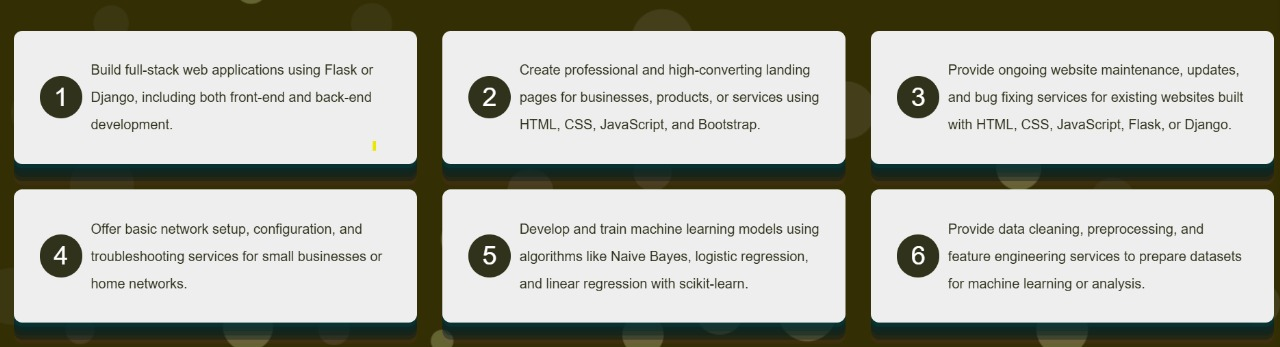 1
Build full-stack web applications using Flask or
Django, including both front-end and back-end
development.
2
Create professional and high-converting landing
pages for businesses, products, or services using
HTML, CSS, JavaScript, and Bootstrap.
3
Provide ongoing website maintenance, updates,
and bug fixing services for existing websites built
with HTML, CSS, JavaScript, Flask, or Django.
4
Offer basic network setup, configuration, and
troubleshooting services for small businesses or
home networks.
5
Develop and train machine learning models using
algorithms like Naive Bayes, logistic regression,
and linear regression with scikit-learn.
6
Provide data cleaning, preprocessing, and
feature engineering services to prepare datasets
for machine learning or analysis.